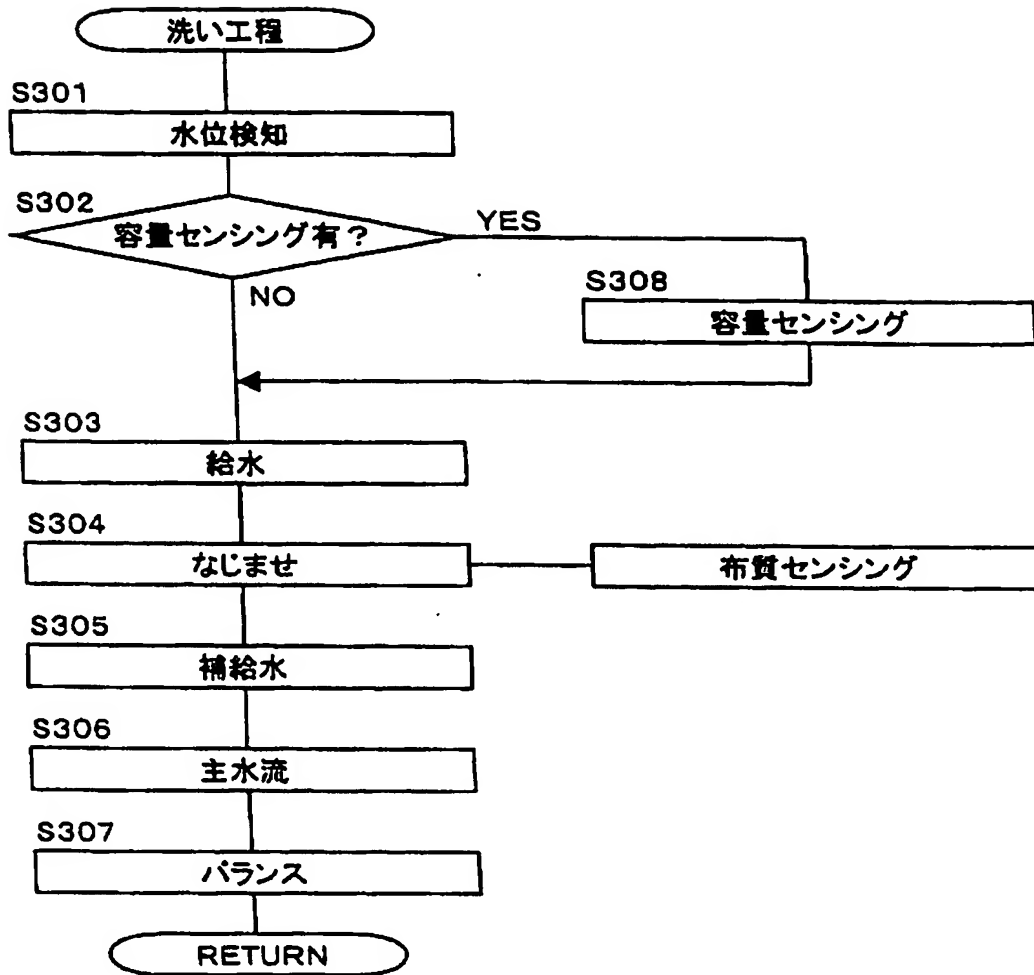 洗い工程
S301
水位検知
S302
容量センシング有？
YES
NO
S308
容量センシング
S303
給水
S304
なじませ
布質センシング
S305
補給水
S306
主水流
S307
バランス
RETURN